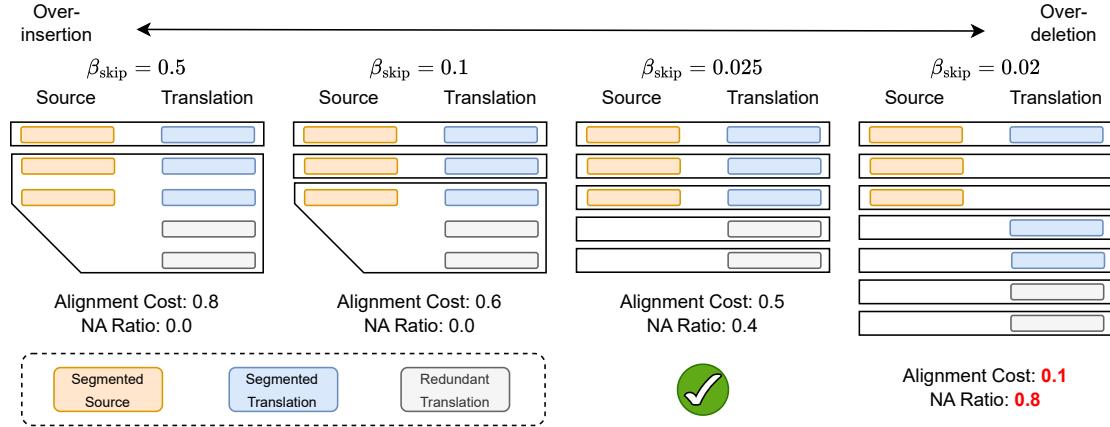 Over-
insertion
Over-
deletion
β_skip = 0.5
β_skip = 0.1
β_skip = 0.025
β_skip = 0.02
Source Translation
Source Translation
Source Translation
Source Translation
Alignment Cost: 0.8
NA Ratio: 0.0
Alignment Cost: 0.6
NA Ratio: 0.0
Alignment Cost: 0.5
NA Ratio: 0.4
Alignment Cost: 0.1
NA Ratio: 0.8
Segmented
Source
Segmented
Translation
Redundant
Translation